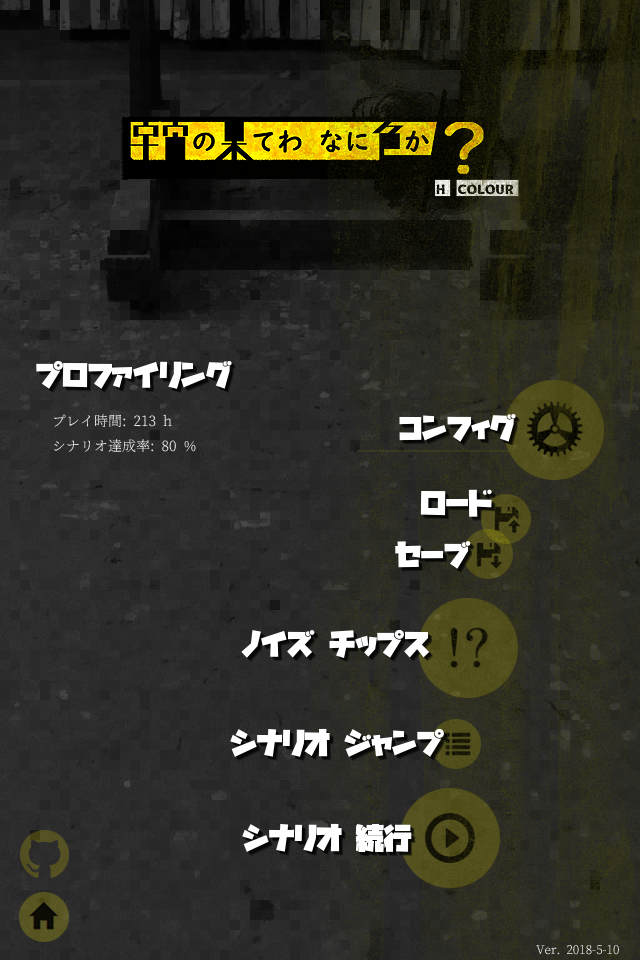 宇宙の果てわ なに色か?
H COLOUR
プロファイリング
プレイ時間: 213 h
シナリオ達成率: 80 %
コンフィグ
ロード
セーブ
ノイズ チップス
!?
シナリオ ジャンプ
シナリオ 続行
Ver. 2018-5-10